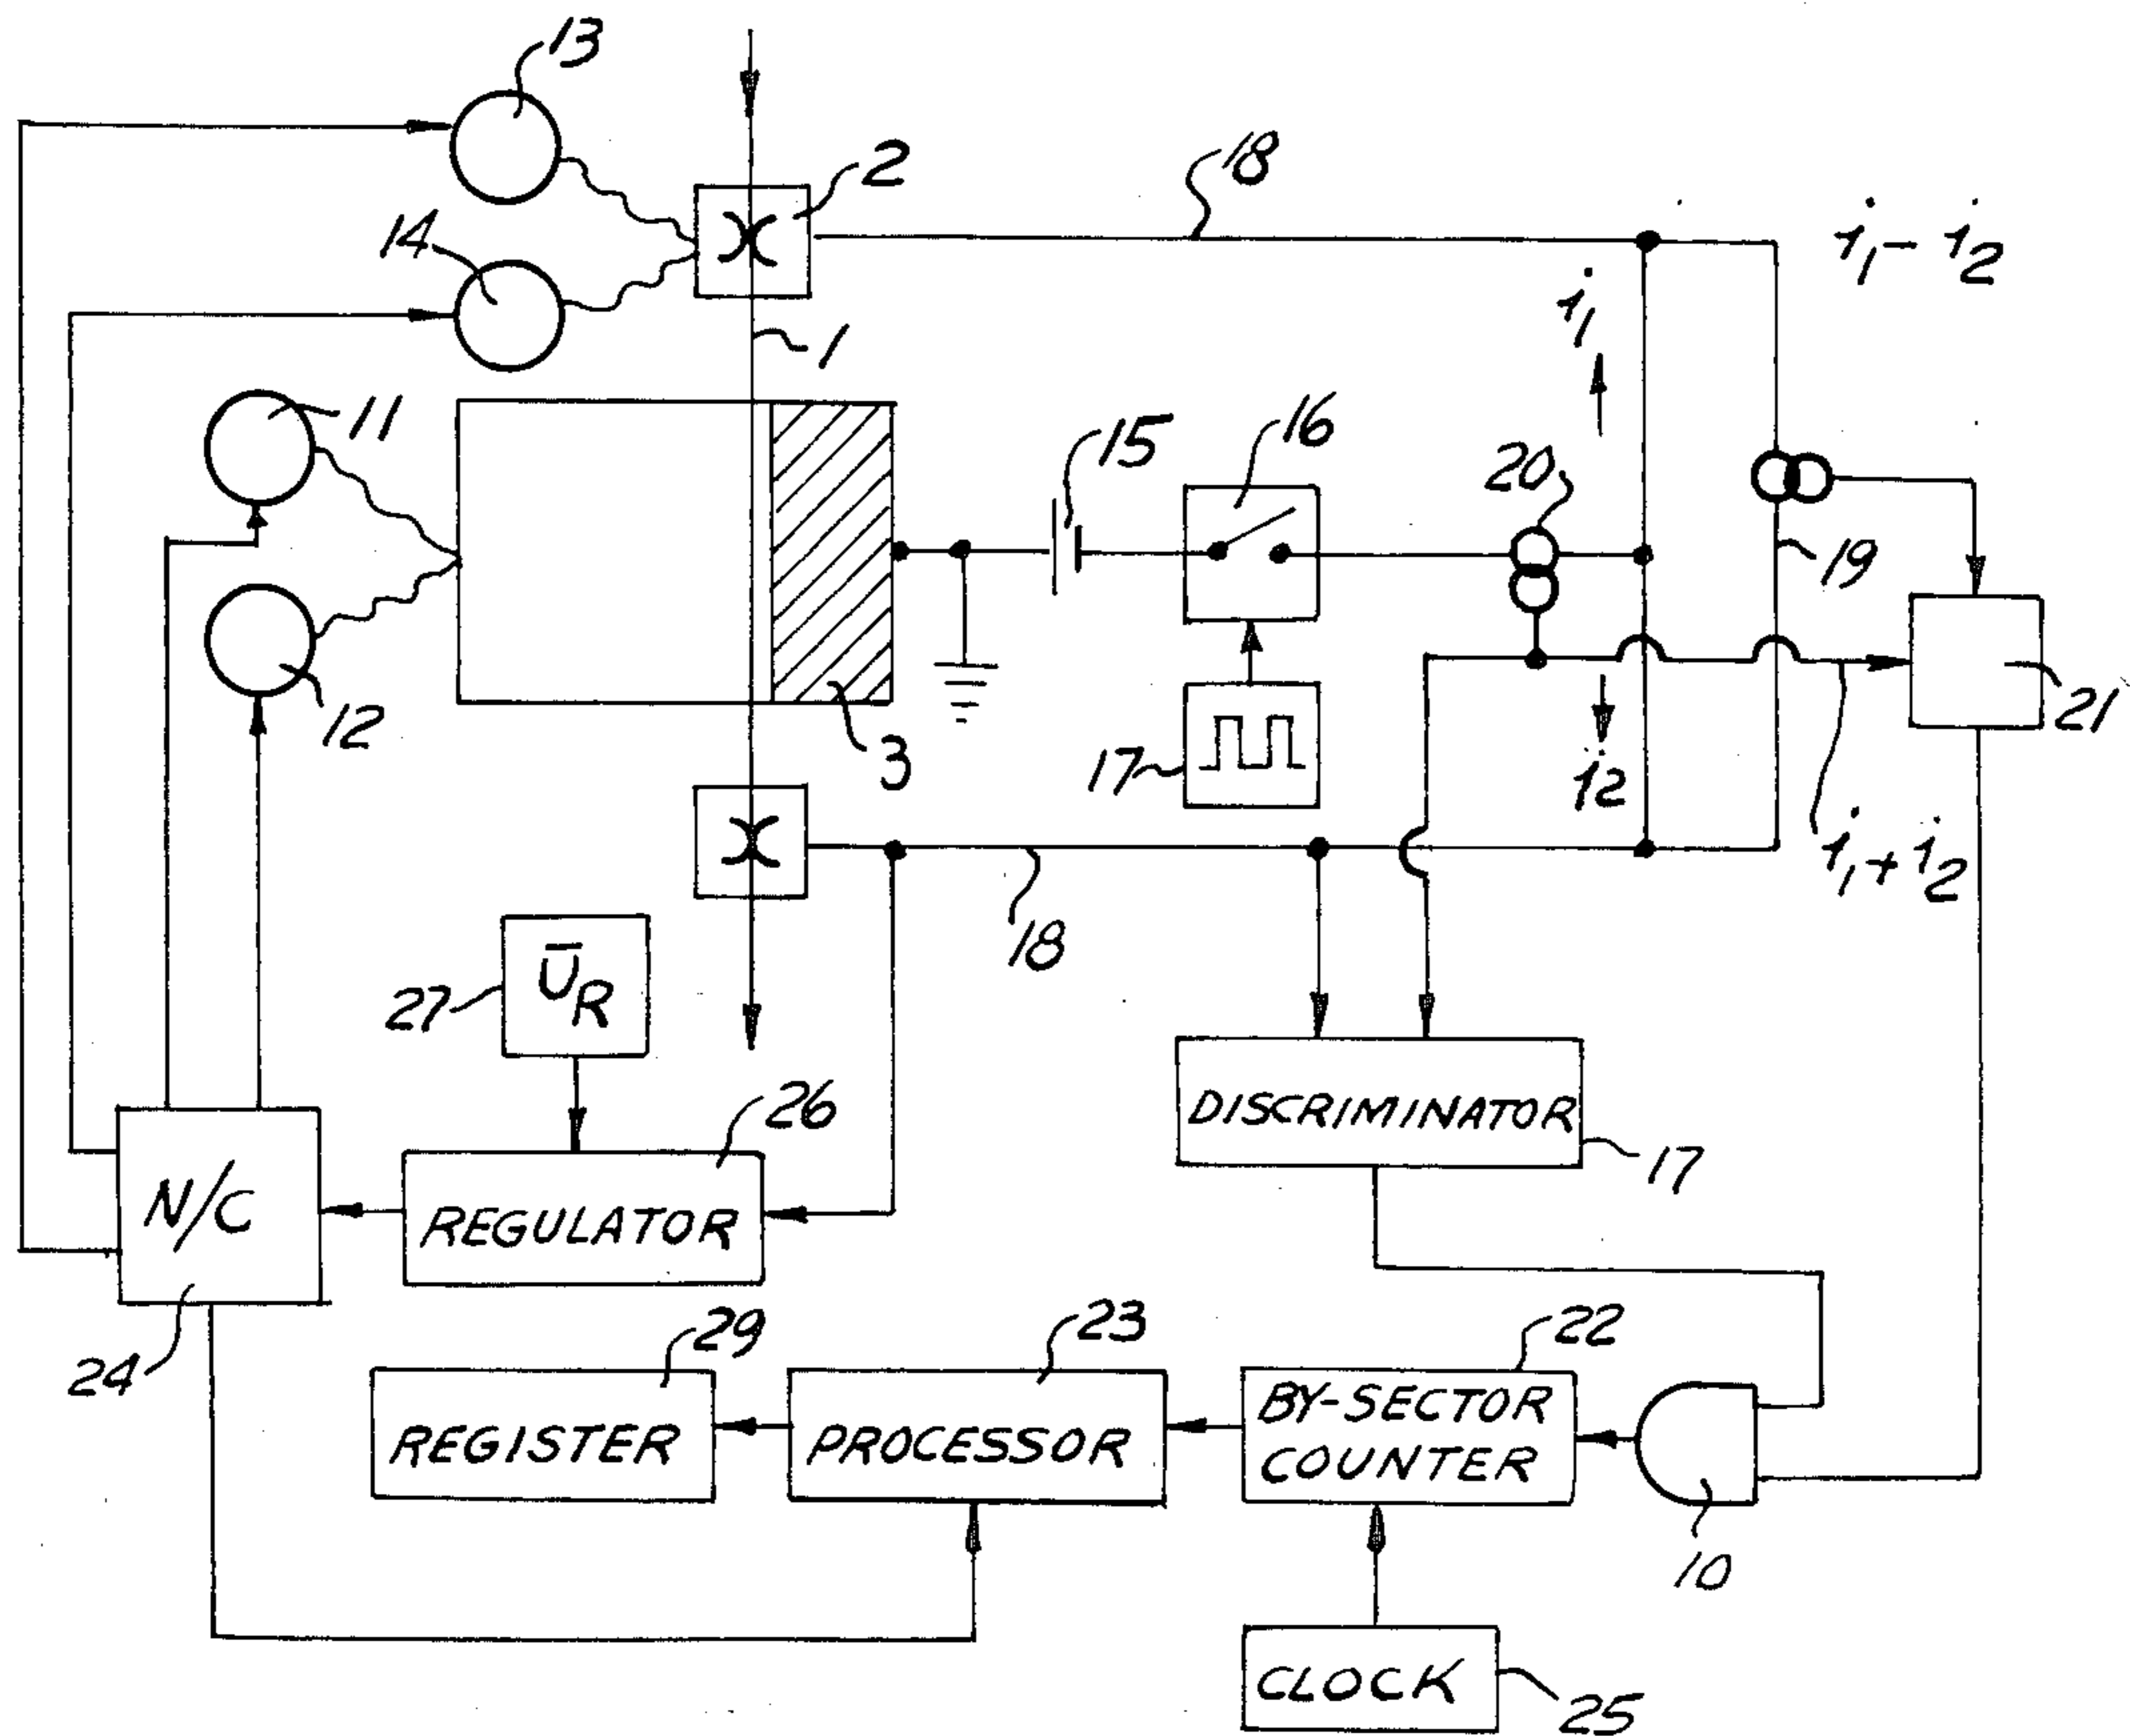 13
2
18
i₁ - i₂
14
i₁
1
11
15
16
20
19
12
3
17
i₂
21
i₁ + i₂
18
27
ŪR
26
DISCRIMINATOR
17
N/C
REGULATOR
24
29
23
22
REGISTER
PROCESSOR
BY-SECTOR
COUNTER
10
CLOCK
25